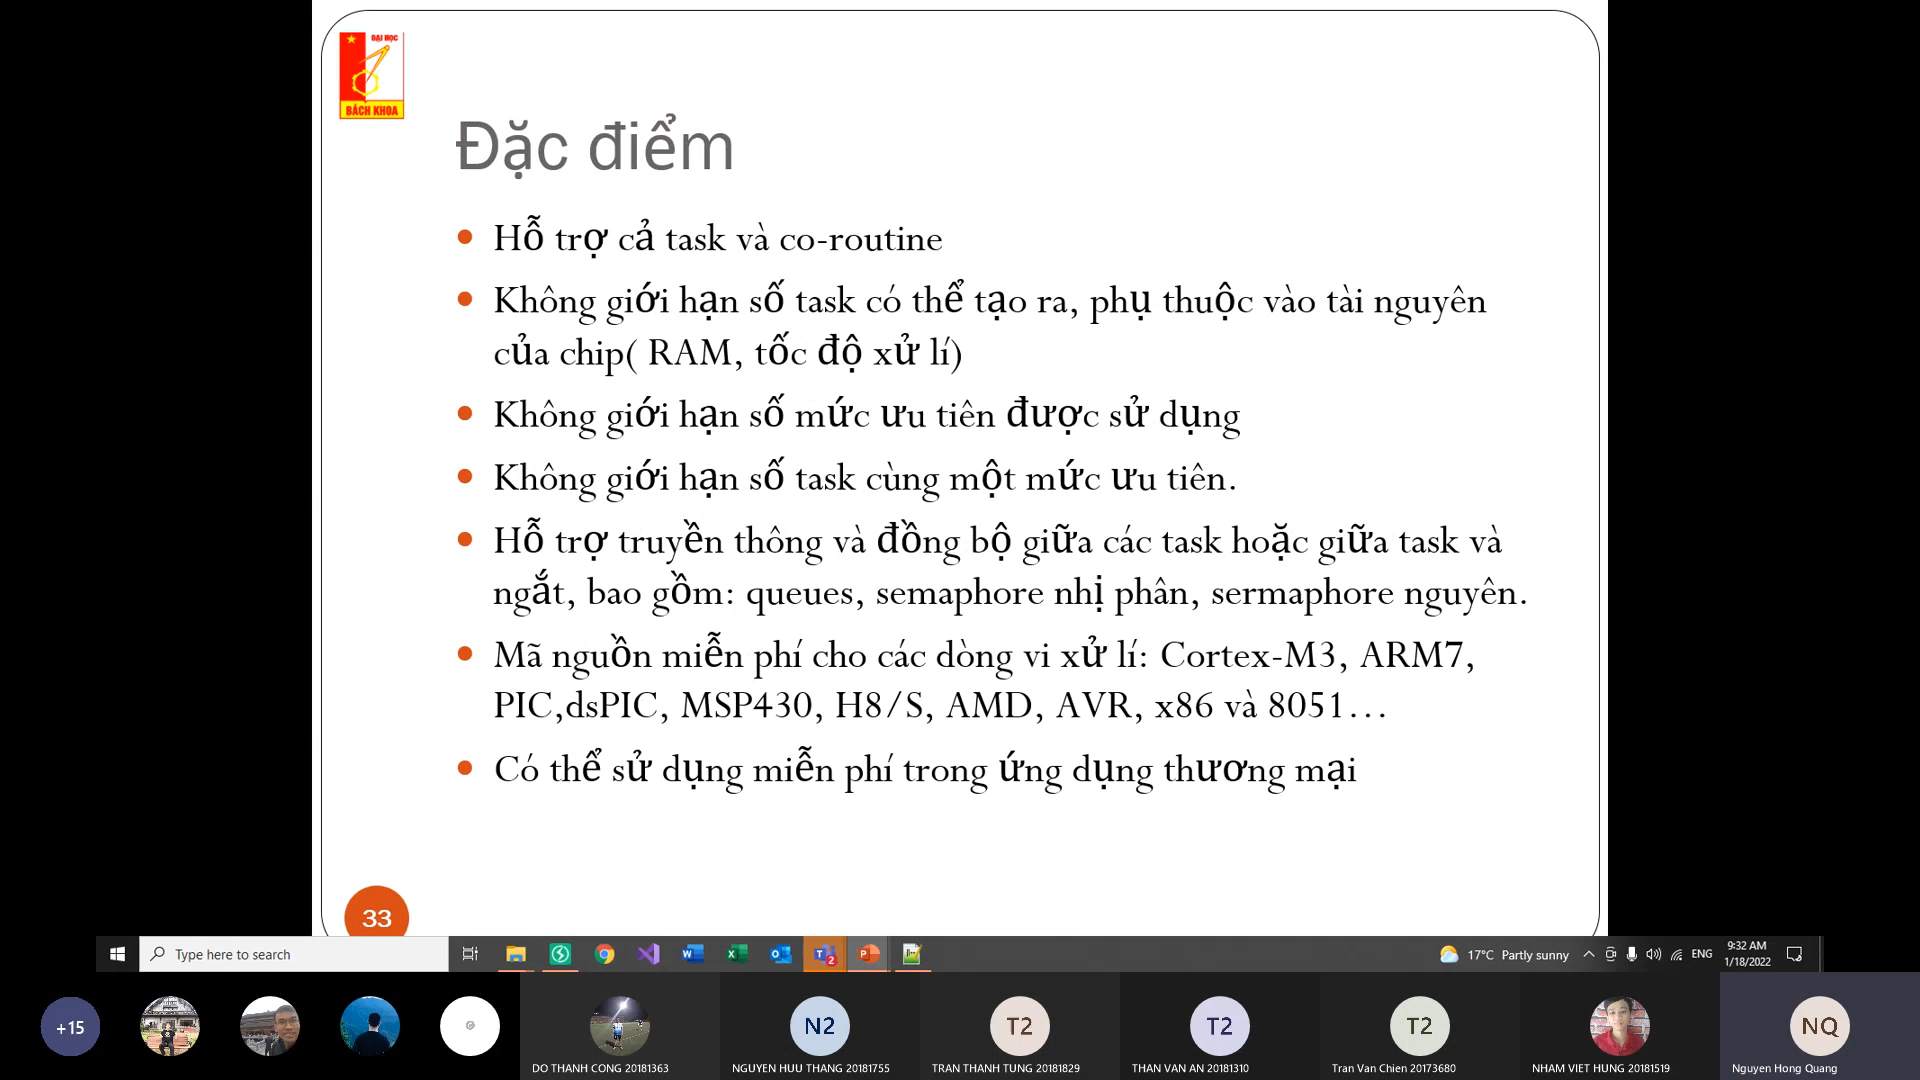 ĐẠI HỌC
BÁCH KHOA
Đặc điểm
Hỗ trợ cả task và co-routine
Không giới hạn số task có thể tạo ra, phụ thuộc vào tài nguyên
của chip( RAM, tốc độ xử lí)
Không giới hạn số mức ưu tiên được sử dụng
Không giới hạn số task cùng một mức ưu tiên.
Hỗ trợ truyền thông và đồng bộ giữa các task hoặc giữa task và
ngắt, bao gồm: queues, semaphore nhị phân, sermaphore nguyên.
Mã nguồn miễn phí cho các dòng vi xử lí: Cortex-M3, ARM7,
PIC,dsPIC, MSP430, H8/S, AMD, AVR, x86 và 8051…
Có thể sử dụng miễn phí trong ứng dụng thương mại
33
Type here to search
2
17°C Partly sunny
ENG
9:32 AM
1/18/2022
+15
N2
T2
T2
T2
NQ
DO THANH CONG 20181363
NGUYEN HUU THANG 20181755
TRAN THANH TUNG 20181829
THAN VAN AN 20181310
Tran Van Chien 20173680
NHAM VIET HUNG 20181519
Nguyen Hong Quang